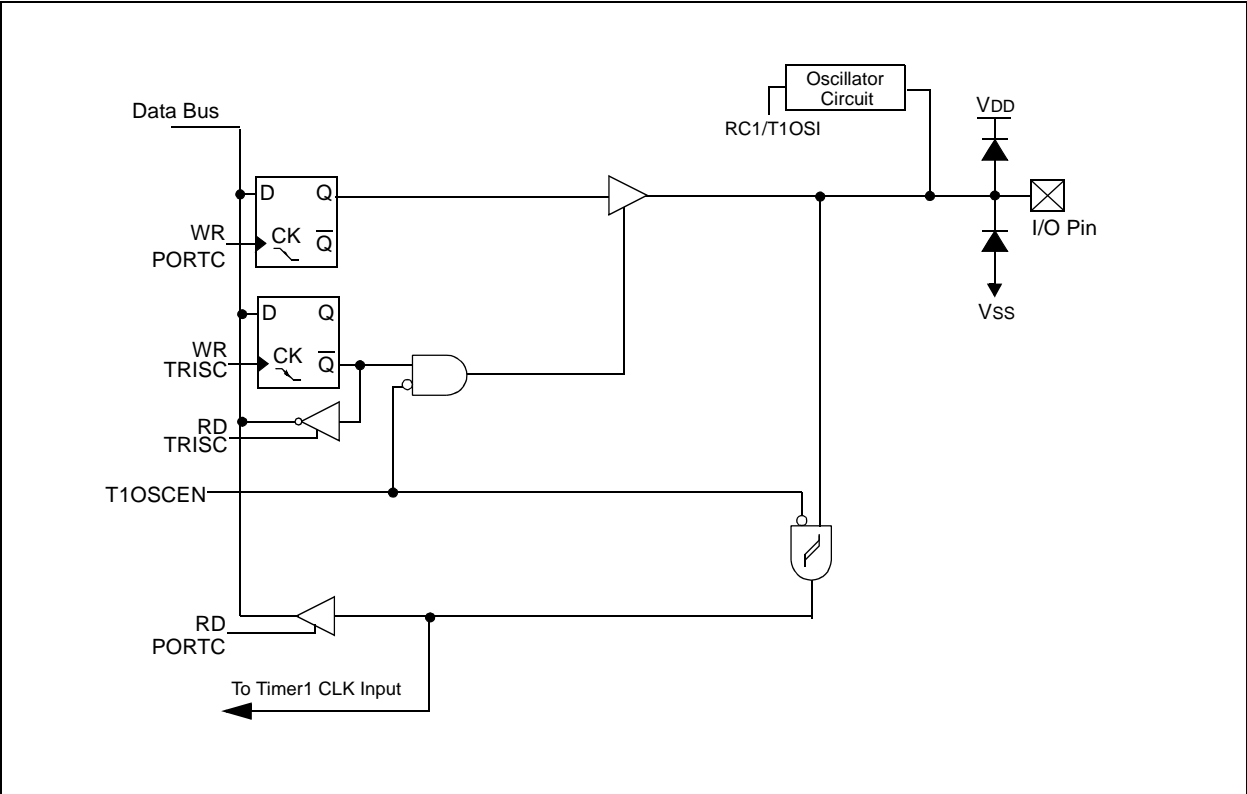 Oscillator
Circuit
RC1/T1OSI
VDD
Data Bus
D Q
WR
PORTC
CK Q̅
I/O Pin
VSS
D Q
WR
TRISC
CK Q̅
RD
TRISC
T1OSCEN
RD
PORTC
To Timer1 CLK Input